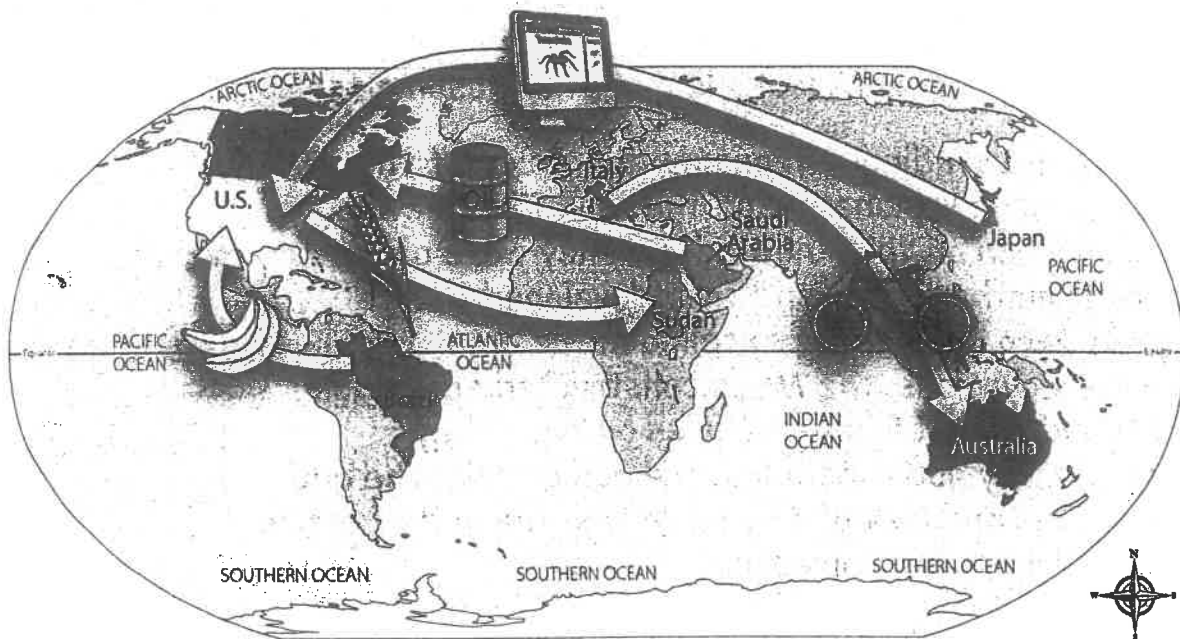 ARCTIC OCEAN
ARCTIC OCEAN
Italy
Oil
U.S.
Saudi
Arabia
Japan
PACIFIC
OCEAN
Sudan
PACIFIC
OCEAN
ATLANTIC
OCEAN
Equator
INDIAN
OCEAN
Australia
SOUTHERN OCEAN
SOUTHERN OCEAN
SOUTHERN OCEAN
N
W
E
S